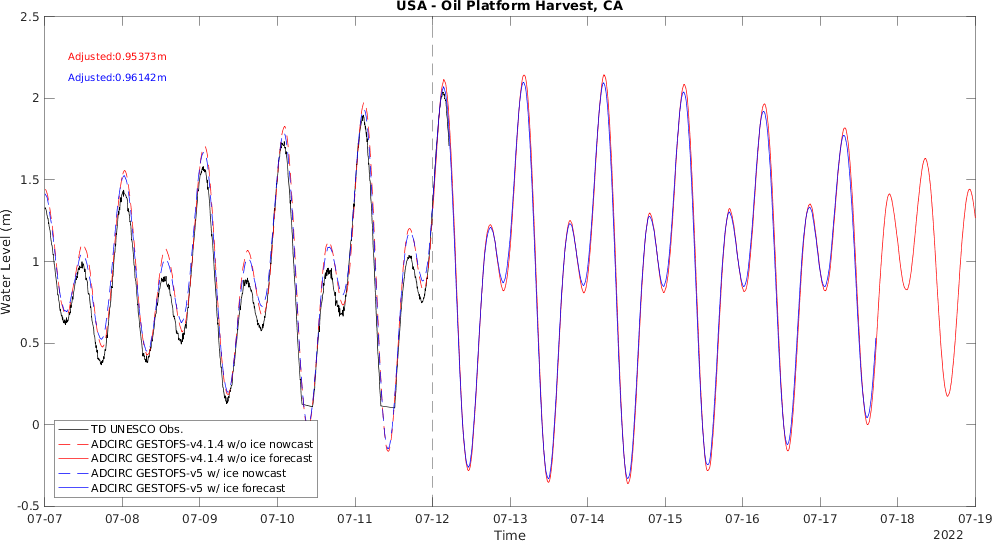 USA - Oil Platform Harvest, CA
2.5
2
1.5
1
0.5
0
-0.5
Water Level (m)
Adjusted:0.95373m
Adjusted:0.96142m
TD UNESCO Obs.
ADCIRC GESTOFS-v4.1.4 w/o ice nowcast
ADCIRC GESTOFS-v4.1.4 w/o ice forecast
ADCIRC GESTOFS-v5 w/ ice nowcast
ADCIRC GESTOFS-v5 w/ ice forecast
07-07 07-08 07-09 07-10 07-11 07-12 07-13 07-14 07-15 07-16 07-17 07-18 07-19
Time
2022